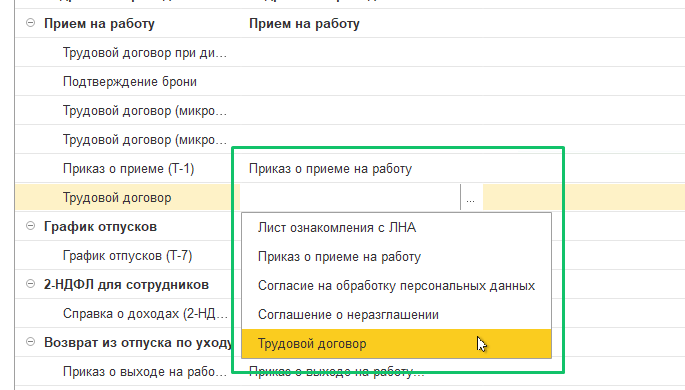 Прием на работу Прием на работу
Трудовой договор при ди...
Подтверждение брони
Трудовой договор (микро...
Трудовой договор (микро...
Приказ о приеме (Т-1) Приказ о приеме на работу
Трудовой договор ...
График отпусков Лист ознакомления с ЛНА
Приказ о приеме на работу
График отпусков (Т-7)
2-НДФЛ для сотрудников Согласие на обработку персональных данных
Справка о доходах (2-НД... Соглашение о неразглашении
Возврат из отпуска по уходу Трудовой договор
Приказ о выходе на рабо... Приказ о выходе на работу...